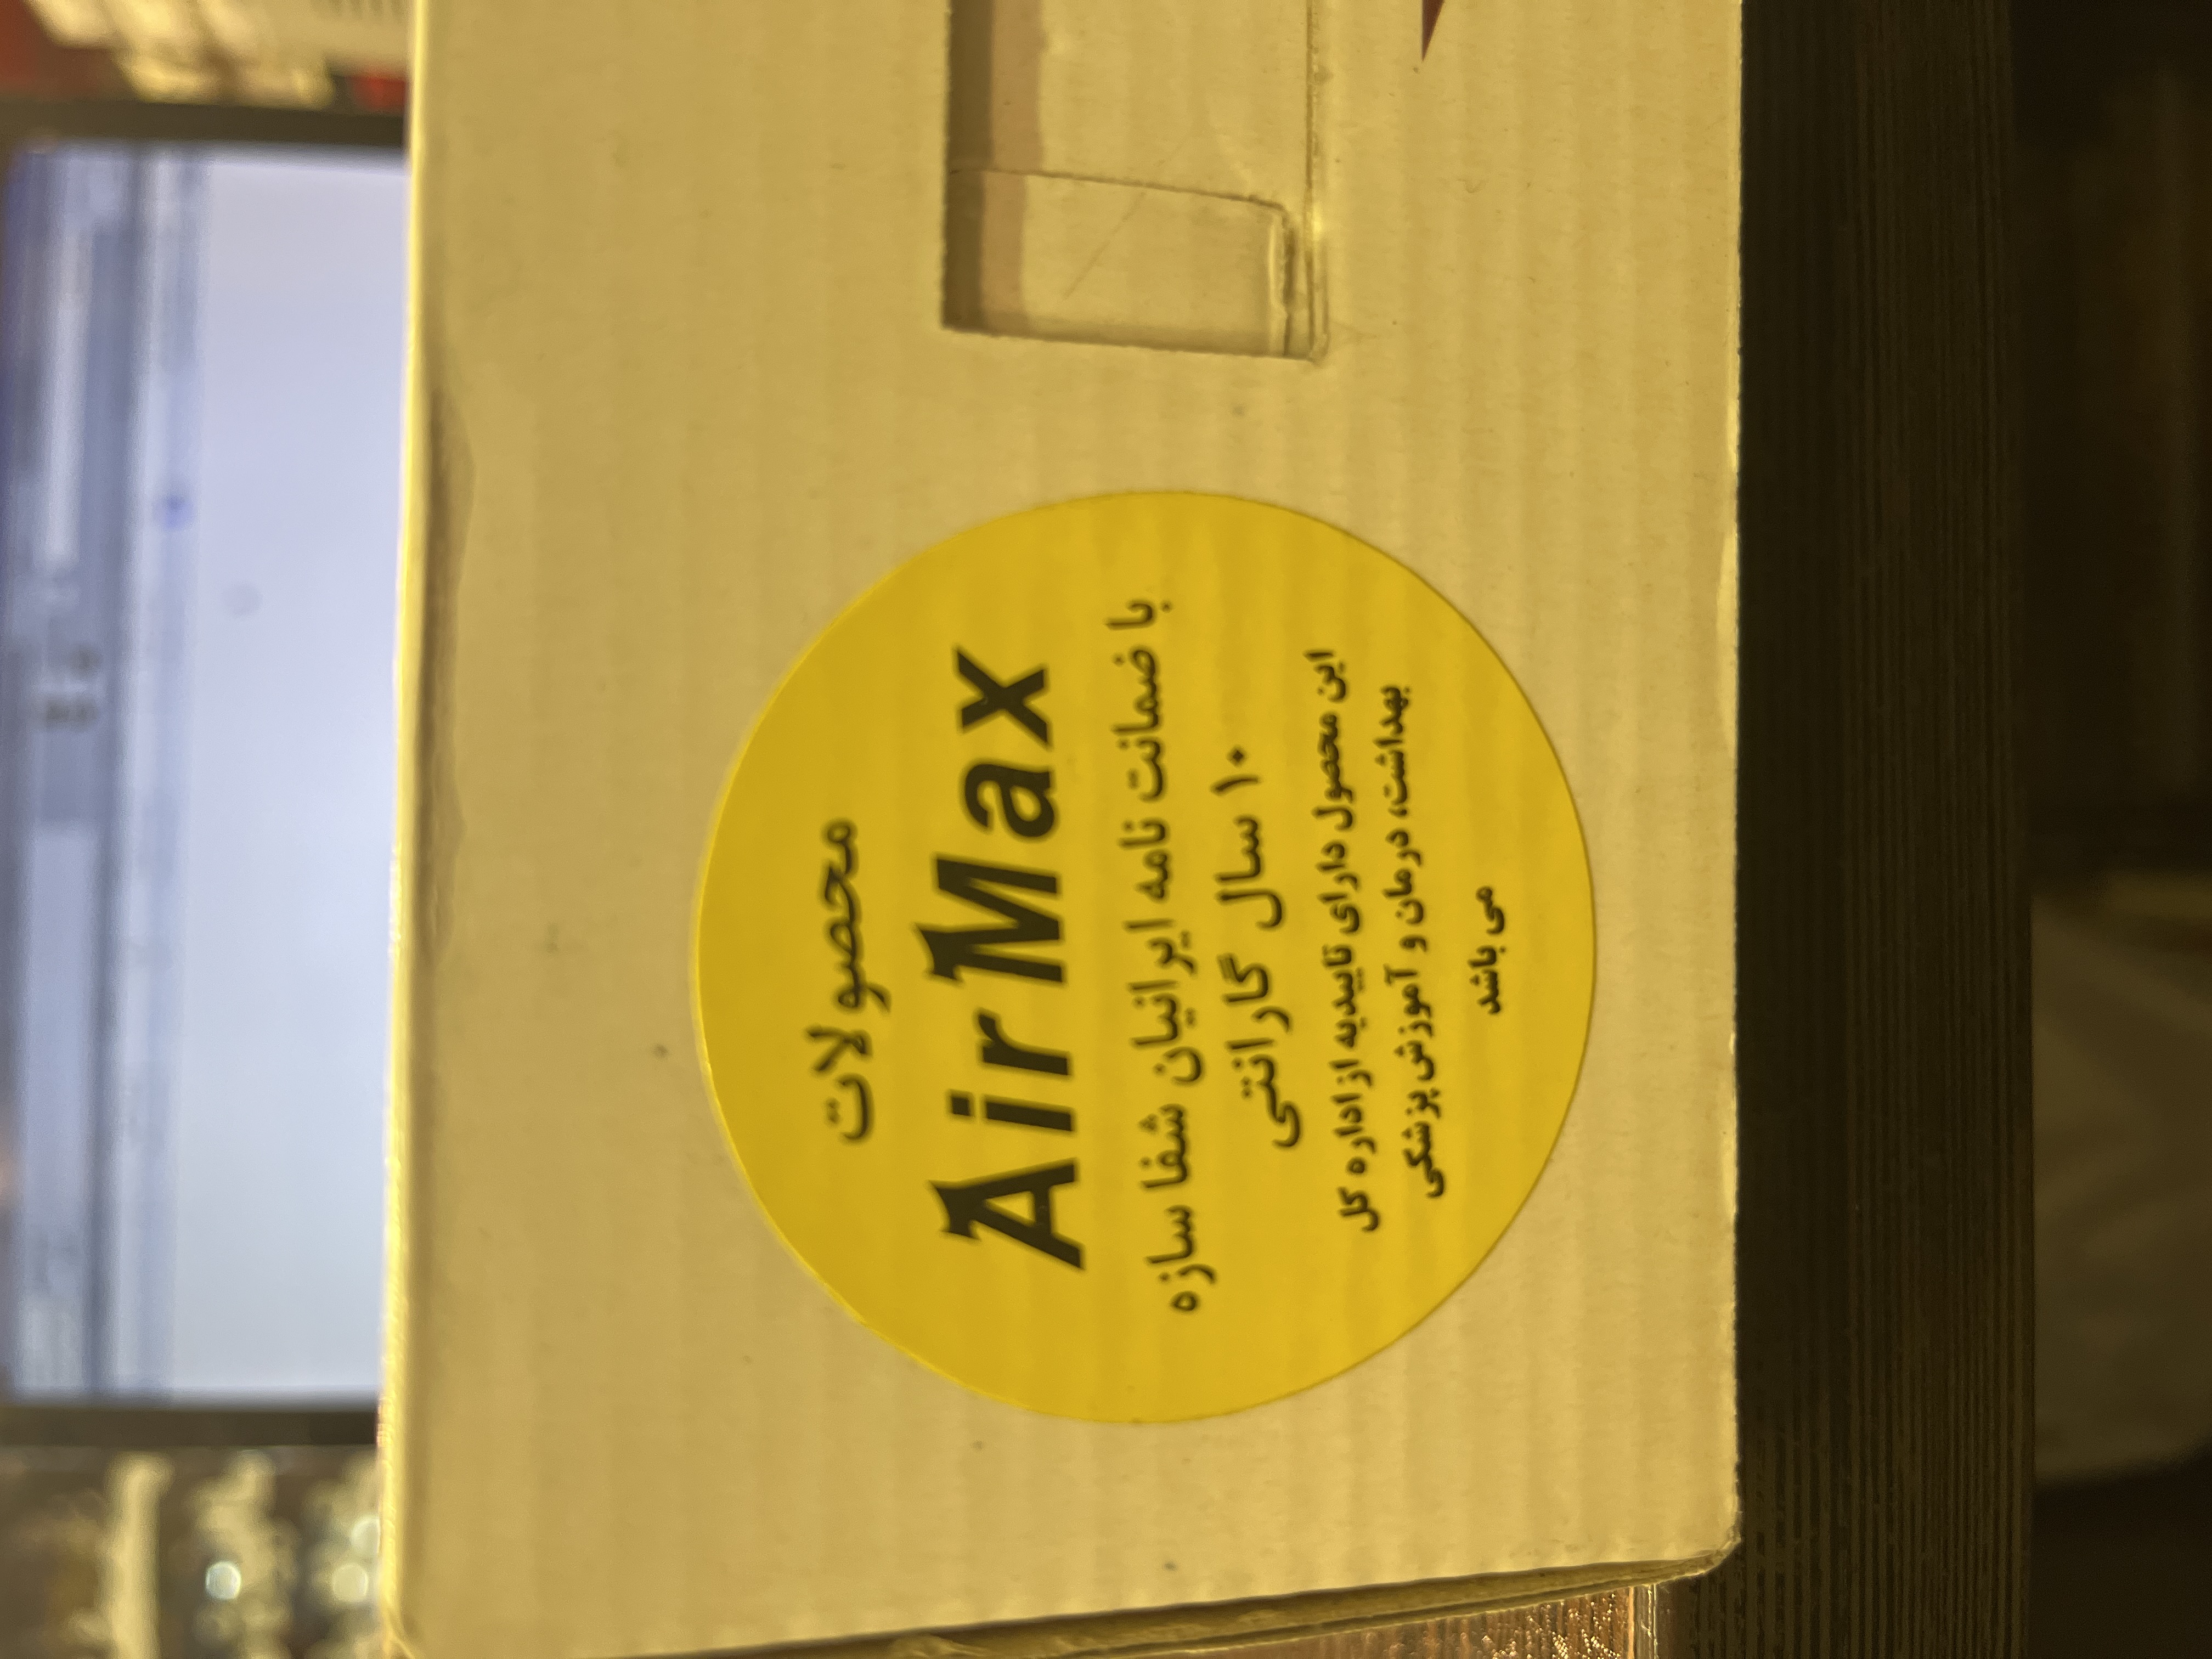 محصولات
AirMax
با ضمانت نامه ایرانیان شفا سازه
۱۰ سال گارانتی
این محصول دارای تاییدیه از اداره کل
بهداشت، درمان و آموزش پزشکی
می باشد